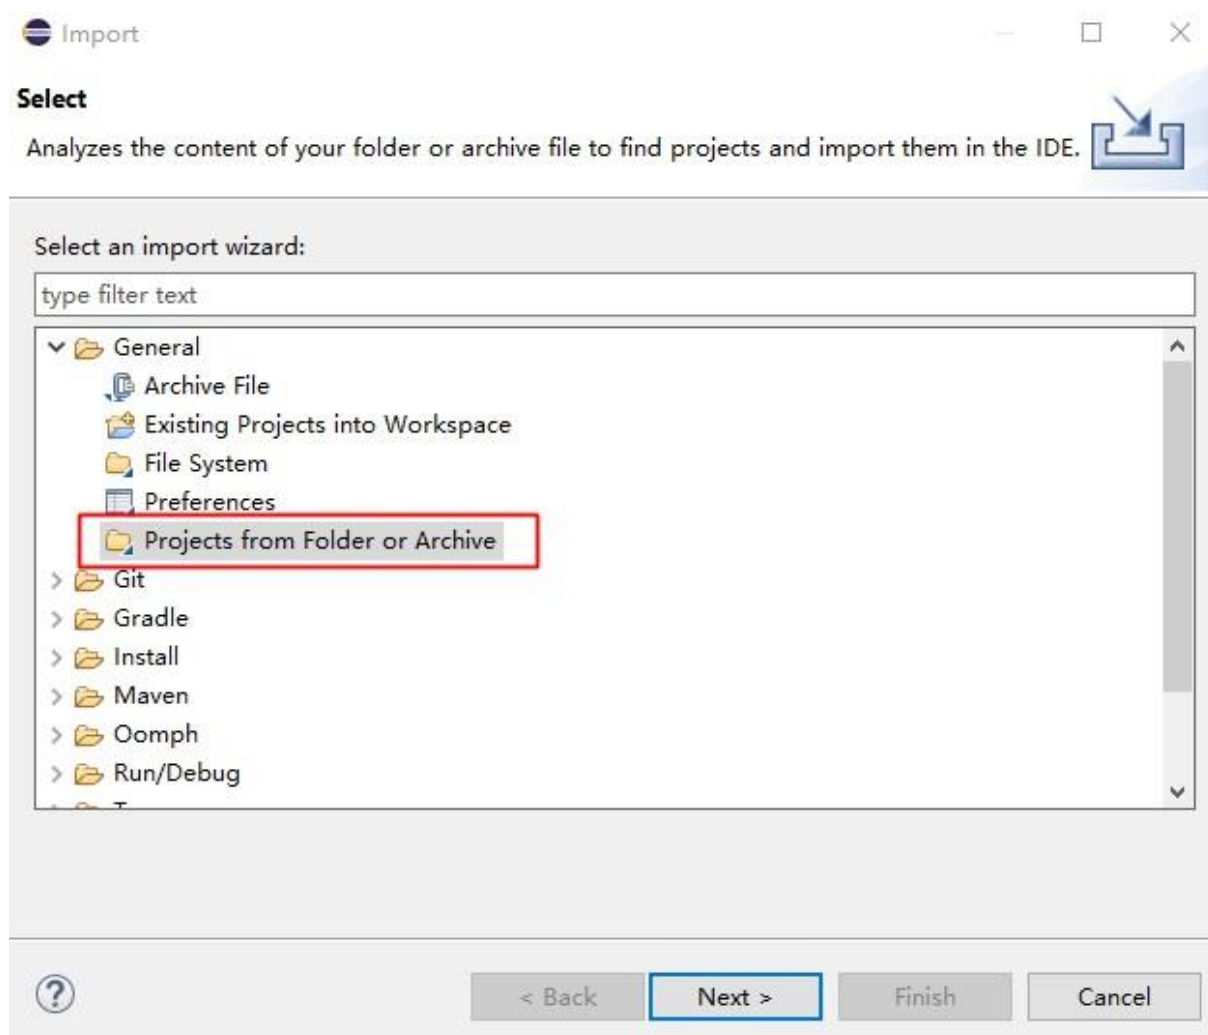 Import
Select
Analyzes the content of your folder or archive file to find projects and import them in the IDE.
Select an import wizard:
type filter text
General
Archive File
Existing Projects into Workspace
File System
Preferences
Projects from Folder or Archive
Git
Gradle
Install
Maven
Oomph
Run/Debug
< Back Next > Finish Cancel